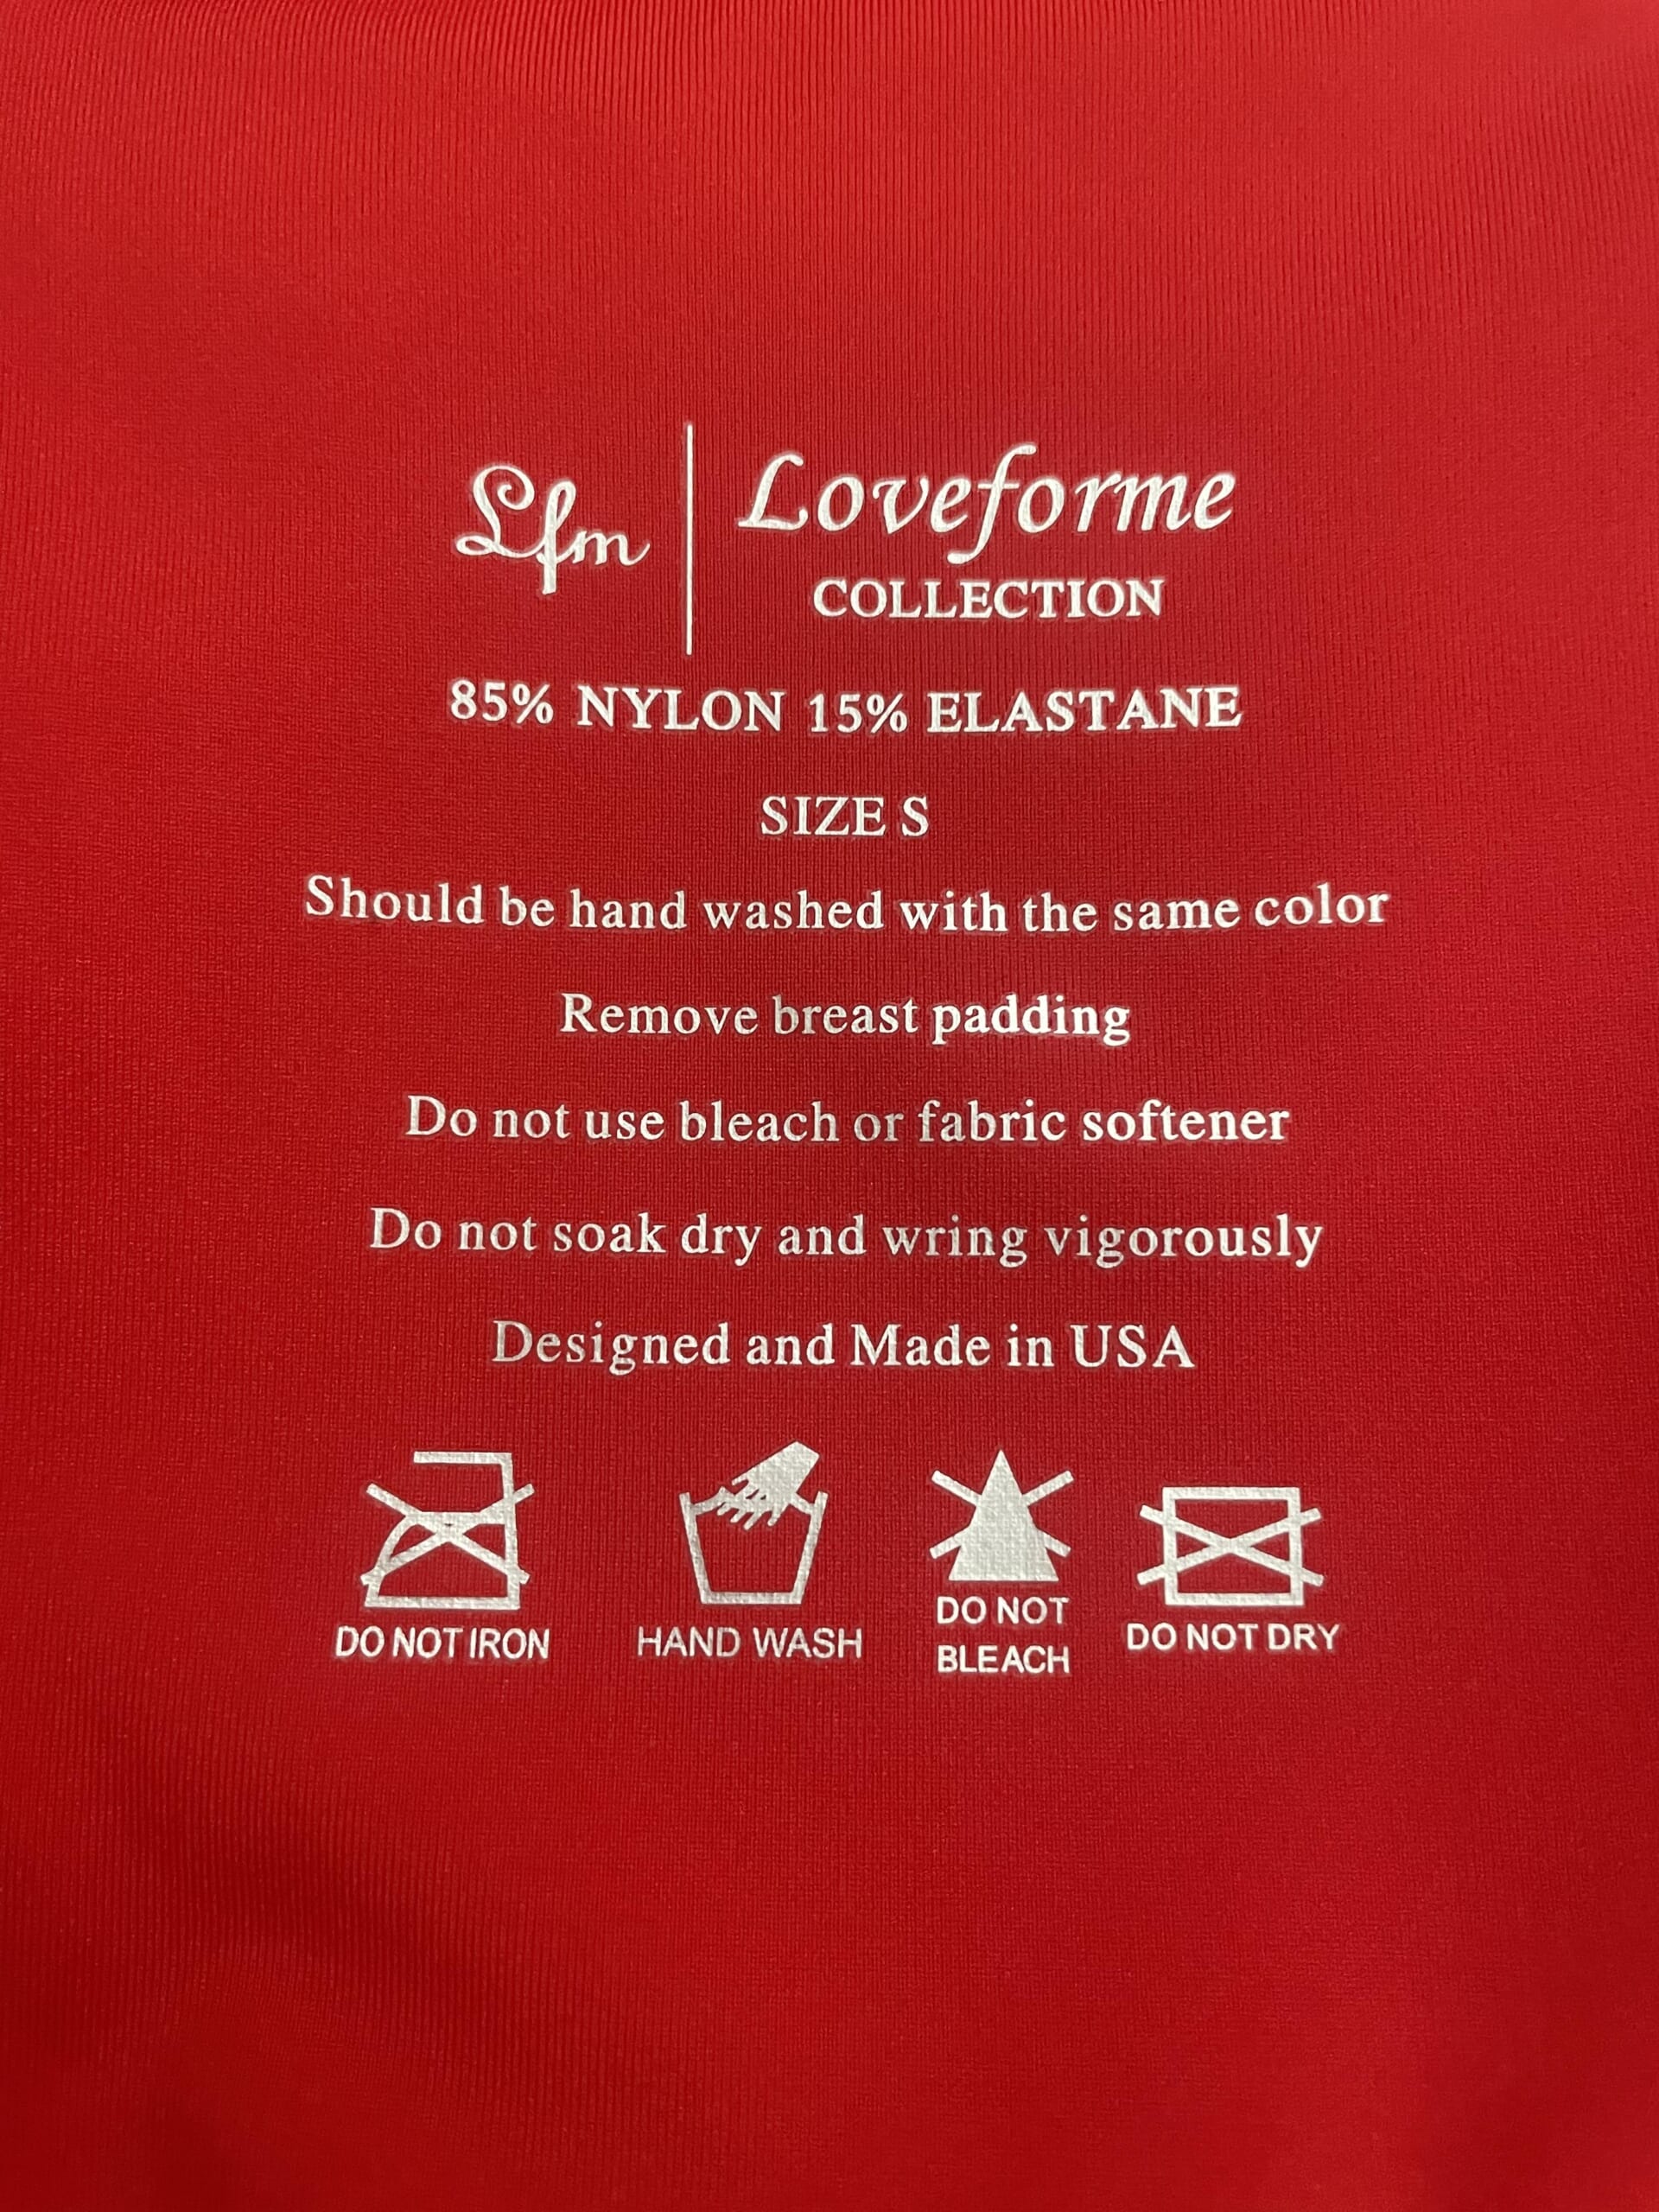 Lfm
Loveforme
COLLECTION
85% NYLON 15% ELASTANE
SIZE S
Should be hand washed with the same color
Remove breast padding
Do not use bleach or fabric softener
Do not soak dry and wring vigorously
Designed and Made in USA
DO NOT IRON
HAND WASH
DO NOT
BLEACH
DO NOT DRY